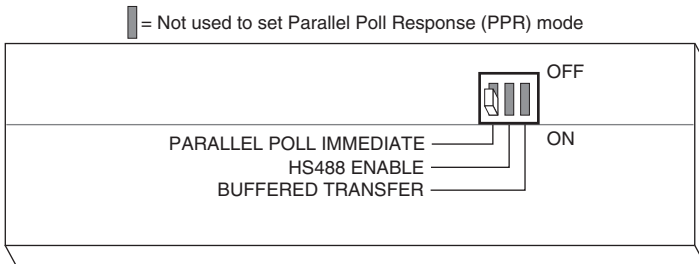 = Not used to set Parallel Poll Response (PPR) mode
OFF
PARALLEL POLL IMMEDIATE
ON
HS488 ENABLE
BUFFERED TRANSFER